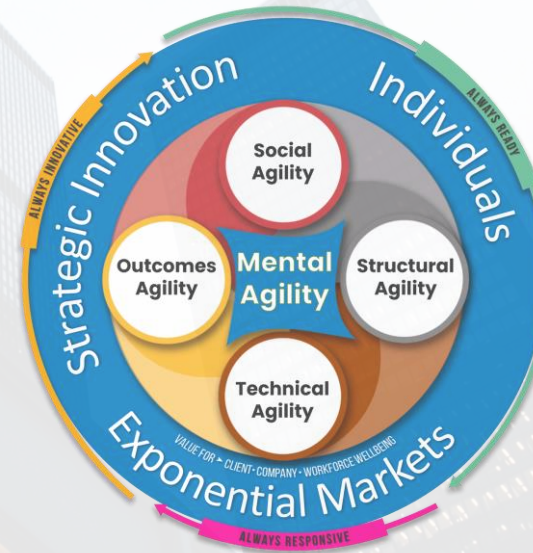 Strategic Innovation
Individuals
ALWAYS INNOVATIVE
ALWAYS READY
Social
Agility
Outcomes
Agility
Mental
Agility
Structural
Agility
Technical
Agility
VALUE FOR ► CLIENT • COMPANY • WORKFORCE WELLBEING
Exponential Markets
ALWAYS RESPONSIVE